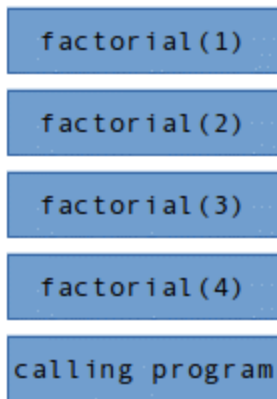 factorial(1)
factorial(2)
factorial(3)
factorial(4)
calling program